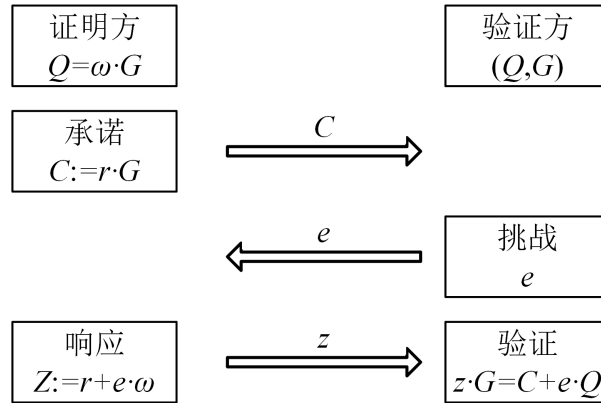 证明方
Q=ω·G
验证方
(Q,G)
承诺
C:=r·G
C
e
挑战
e
响应
Z:=r+e·ω
z
验证
z·G=C+e·Q